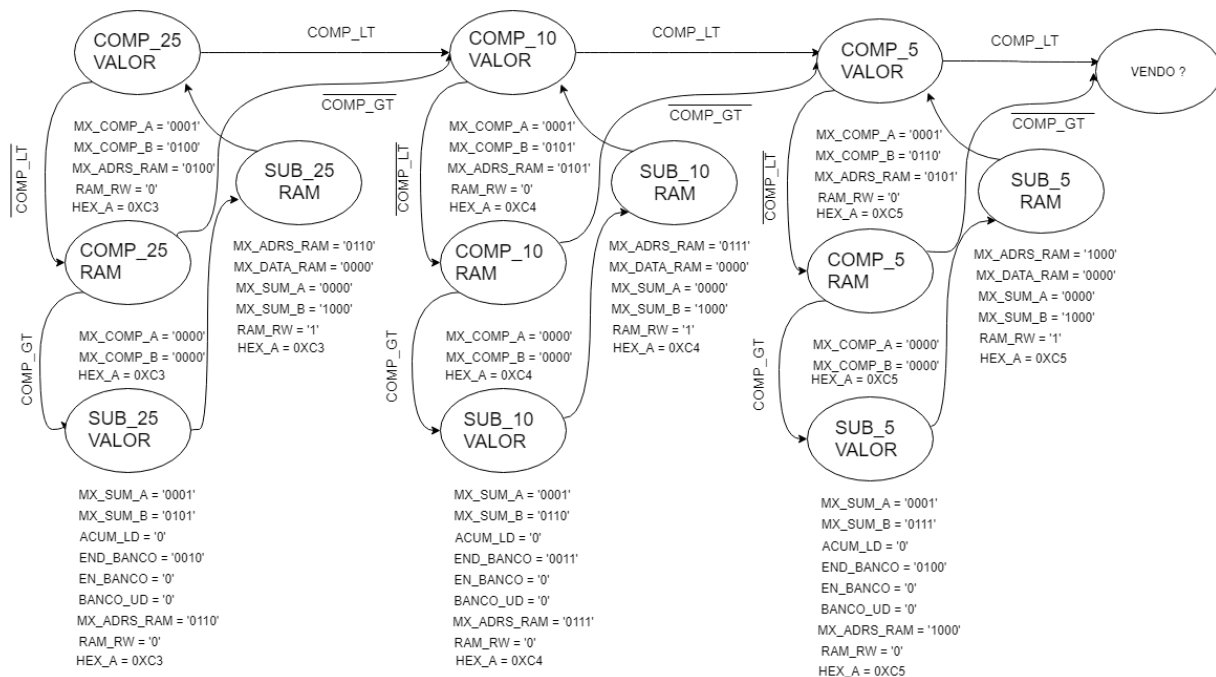 COMP_25
VALOR
COMP_LT
COMP_10
VALOR
COMP_LT
COMP_5
VALOR
COMP_LT
VENDO ?
COMP_GT
COMP_GT
COMP_GT
COMP_LT
MX_COMP_A = '0001'
MX_COMP_B = '0100'
MX_ADRS_RAM = '0100'
RAM_RW = '0'
HEX_A = 0XC3
SUB_25
RAM
COMP_LT
MX_COMP_A = '0001'
MX_COMP_B = '0101'
MX_ADRS_RAM = '0101'
RAM_RW = '0'
HEX_A = 0XC4
SUB_10
RAM
COMP_LT
MX_COMP_A = '0001'
MX_COMP_B = '0110'
MX_ADRS_RAM = '0101'
RAM_RW = '0'
HEX_A = 0XC5
SUB_5
RAM
COMP_25
RAM
MX_ADRS_RAM = '0110'
MX_DATA_RAM = '0000'
MX_SUM_A = '0000'
MX_SUM_B = '1000'
RAM_RW = '1'
HEX_A = 0XC3
COMP_10
RAM
MX_ADRS_RAM = '0111'
MX_DATA_RAM = '0000'
MX_SUM_A = '0000'
MX_SUM_B = '1000'
RAM_RW = '1'
HEX_A = 0XC4
COMP_5
RAM
MX_ADRS_RAM = '1000'
MX_DATA_RAM = '0000'
MX_SUM_A = '0000'
MX_SUM_B = '1000'
RAM_RW = '1'
HEX_A = 0XC5
COMP_GT
MX_COMP_A = '0000'
MX_COMP_B = '0000'
HEX_A = 0XC3
COMP_GT
MX_COMP_A = '0000'
MX_COMP_B = '0000'
HEX_A = 0XC4
COMP_GT
MX_COMP_A = '0000'
MX_COMP_B = '0000'
HEX_A = 0XC5
SUB_25
VALOR
SUB_10
VALOR
SUB_5
VALOR
MX_SUM_A = '0001'
MX_SUM_B = '0101'
ACUM_LD = '0'
END_BANCO = '0010'
EN_BANCO = '0'
BANCO_UD = '0'
MX_ADRS_RAM = '0110'
RAM_RW = '0'
HEX_A = 0XC3
MX_SUM_A = '0001'
MX_SUM_B = '0110'
ACUM_LD = '0'
END_BANCO = '0011'
EN_BANCO = '0'
BANCO_UD = '0'
MX_ADRS_RAM = '0111'
RAM_RW = '0'
HEX_A = 0XC4
MX_SUM_A = '0001'
MX_SUM_B = '0111'
ACUM_LD = '0'
END_BANCO = '0100'
EN_BANCO = '0'
BANCO_UD = '0'
MX_ADRS_RAM = '1000'
RAM_RW = '0'
HEX_A = 0XC5